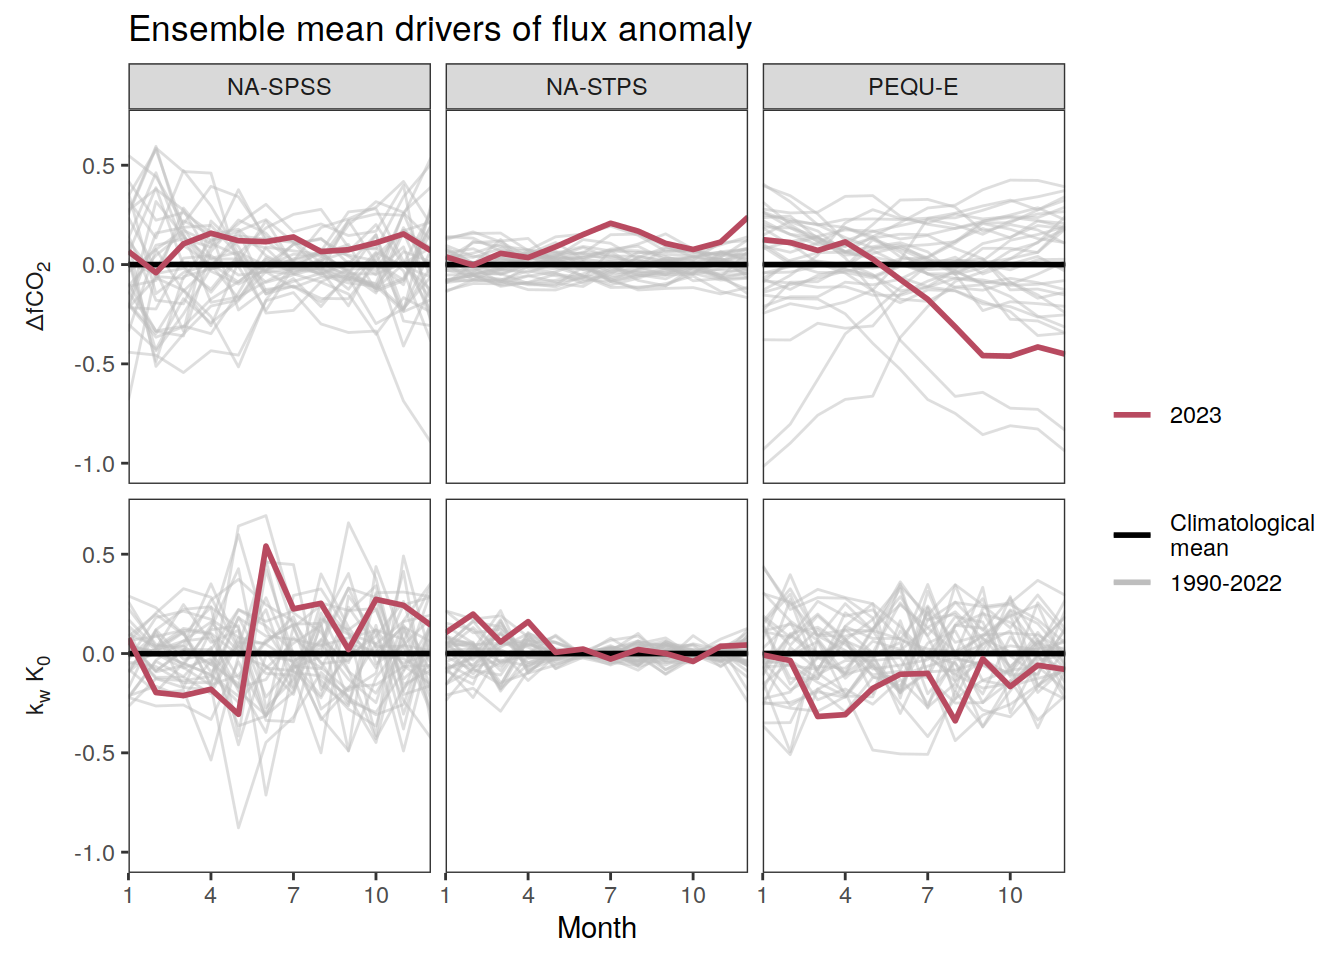 Ensemble mean drivers of flux anomaly
NA-SPSS
NA-STPS
PEQU-E
ΔfCO₂
0.5
0.0
-0.5
-1.0
k_w K₀
0.5
0.0
-0.5
-1.0
1 4 7 10
1 4 7 10
1 4 7 10
Month
2023
Climatological
mean
1990-2022